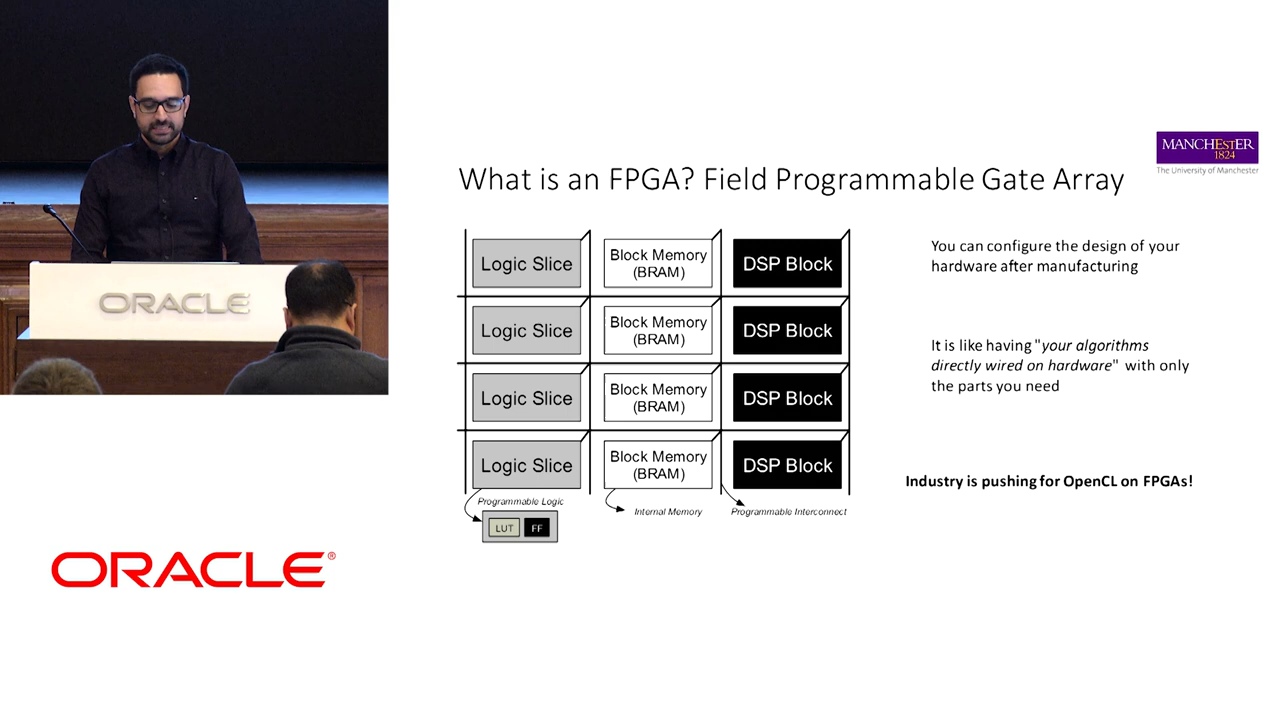 ORACLE
ORACLE®
MANCHESTER
1824
The University of Manchester
What is an FPGA? Field Programmable Gate Array
Logic Slice
Block Memory
(BRAM)
DSP Block
Logic Slice
Block Memory
(BRAM)
DSP Block
Logic Slice
Block Memory
(BRAM)
DSP Block
Logic Slice
Block Memory
(BRAM)
DSP Block
Programmable Logic
LUT
FF
Internal Memory
Programmable Interconnect
You can configure the design of your
hardware after manufacturing
It is like having "your algorithms
directly wired on hardware" with only
the parts you need
Industry is pushing for OpenCL on FPGAs!